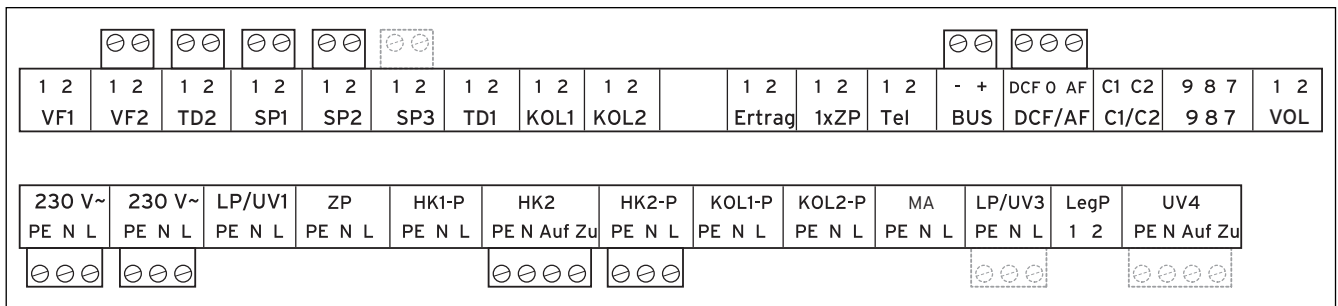 1 2 1 2 1 2 1 2 1 2 1 2 1 2 1 2 1 2 1 2 1 2 1 2 - + DCF O AF C1 C2 9 8 7 1 2
VF1 VF2 TD2 SP1 SP2 SP3 TD1 KOL1 KOL2 Ertrag 1xZP Tel BUS DCF/AF C1/C2 9 8 7 VOL
230 V~ 230 V~ LP/UV1 ZP HK1-P HK2 HK2-P KOL1-P KOL2-P MA LP/UV3 LegP UV4
PE N L PE N L PE N L PE N L PE N L PE N Auf Zu PE N L PE N L PE N L PE N L PE N L 1 2 PE N Auf Zu